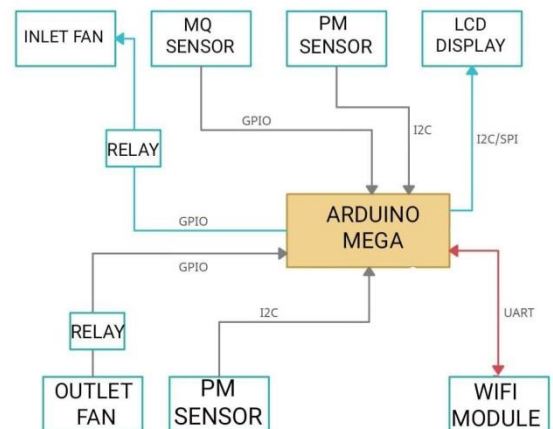 INLET FAN
MQ
SENSOR
PM
SENSOR
LCD
DISPLAY
GPIO
I2C
I2C/SPI
RELAY
GPIO
ARDUINO
MEGA
GPIO
I2C
UART
RELAY
OUTLET
FAN
PM
SENSOR
WIFI
MODULE